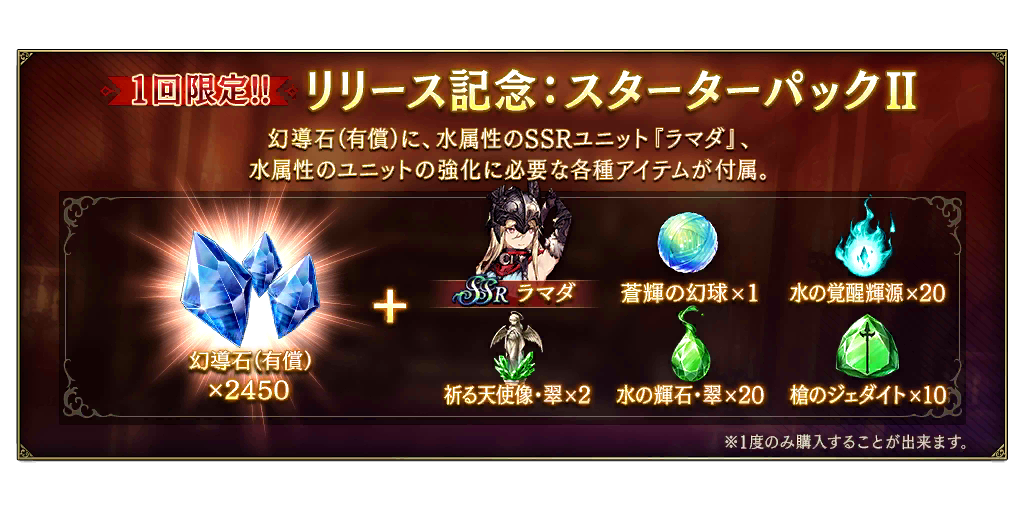 1回限定!!
リリース記念：スターターパックⅡ
幻導石(有償)に、水属性のSSRユニット『ラマダ』、
水属性のユニットの強化に必要な各種アイテムが付属。
幻導石(有償)
×2450
+
SSR ラマダ
蒼輝の幻球×1
水の覚醒輝源×20
祈る天使像・翠×2
水の輝石・翠×20
槍のジェダイト×10
※1度のみ購入することが出来ます。